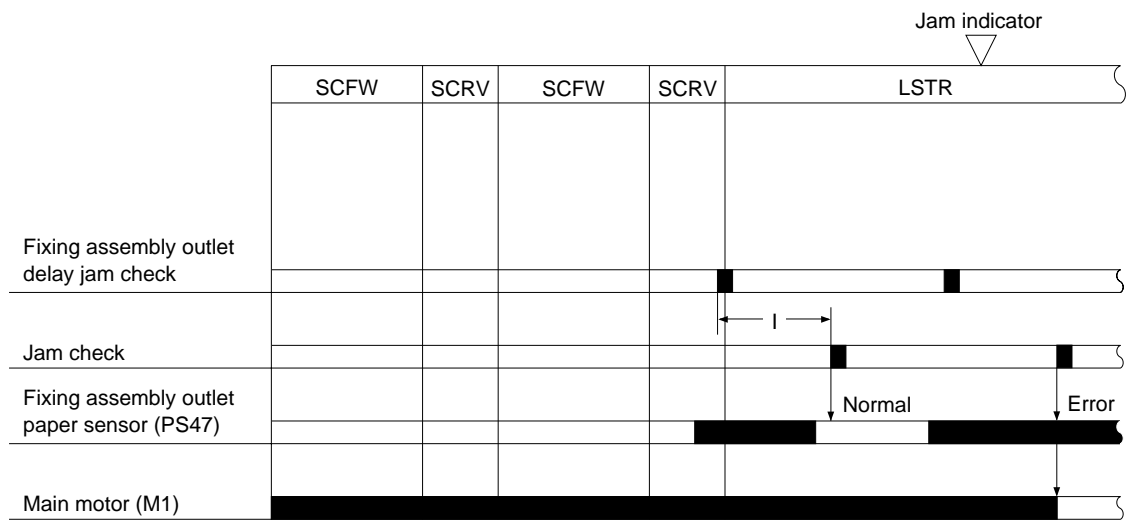 Jam indicator
SCFW SCRV SCFW SCRV LSTR
Fixing assembly outlet
delay jam check
l
Jam check
Fixing assembly outlet
paper sensor (PS47)
Normal
Error
Main motor (M1)